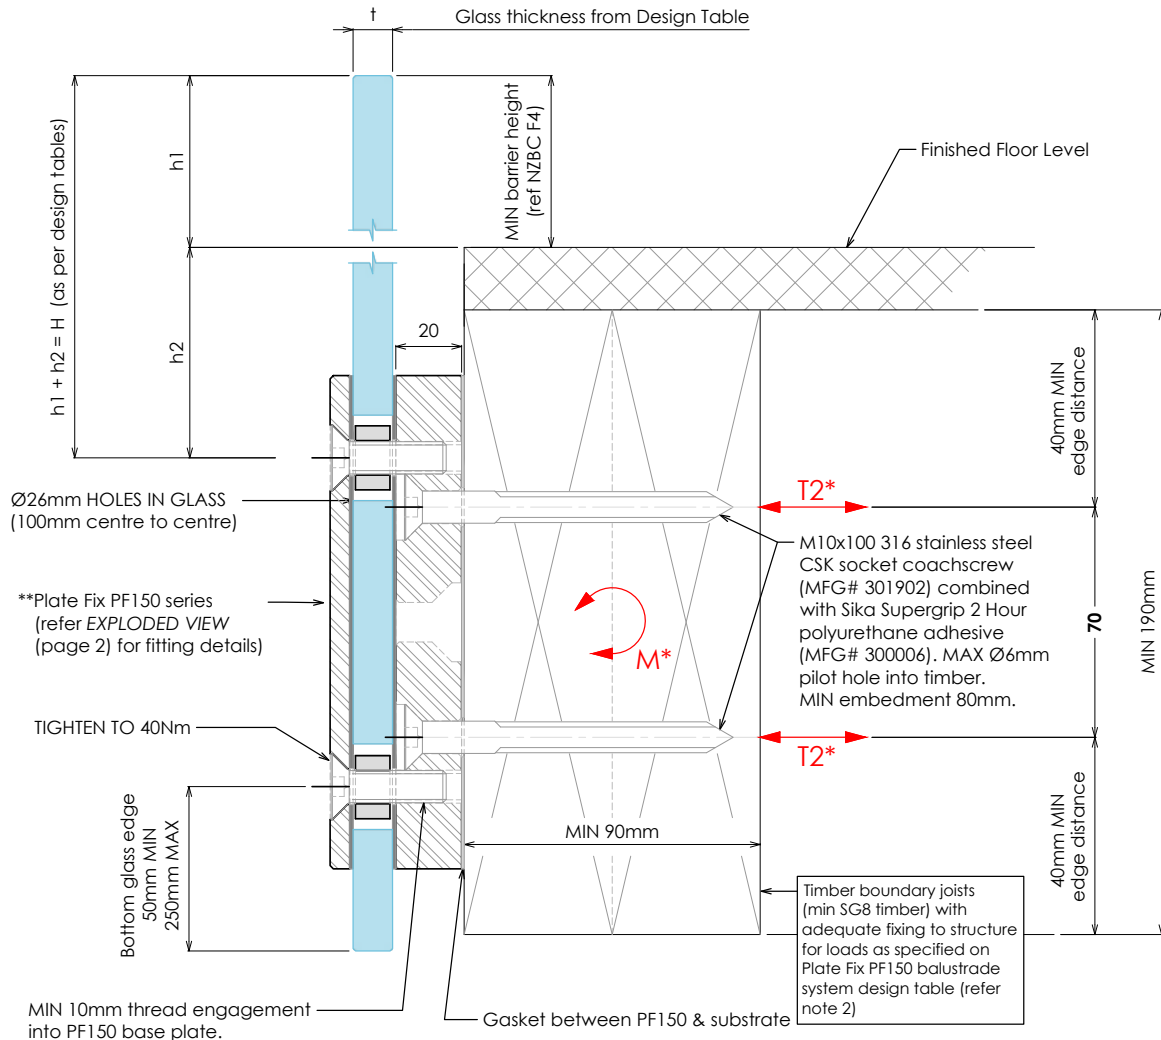 t
Glass thickness from Design Table
h1 + h2 = H  (as per design tables)
h1
MIN barrier height
(ref NZBC F4)
Finished Floor Level
h2
20
40mm MIN
edge distance
Ø26mm HOLES IN GLASS
(100mm centre to centre)
T2*
M10x100 316 stainless steel
CSK socket coachscrew
(MFG# 301902) combined
with Sika Supergrip 2 Hour
polyurethane adhesive
(MFG# 300006). MAX Ø6mm
pilot hole into timber.
MIN embedment 80mm.
**Plate Fix PF150 series
(refer EXPLODED VIEW
(page 2) for fitting details)
M*
70
MIN 190mm
TIGHTEN TO 40Nm
T2*
Bottom glass edge
50mm MIN
250mm MAX
MIN 90mm
40mm MIN
edge distance
Timber boundary joists
(min SG8 timber) with
adequate fixing to structure
for loads as specified on
Plate Fix PF150 balustrade
system design table (refer
note 2)
MIN 10mm thread engagement
into PF150 base plate.
Gasket between PF150 & substrate